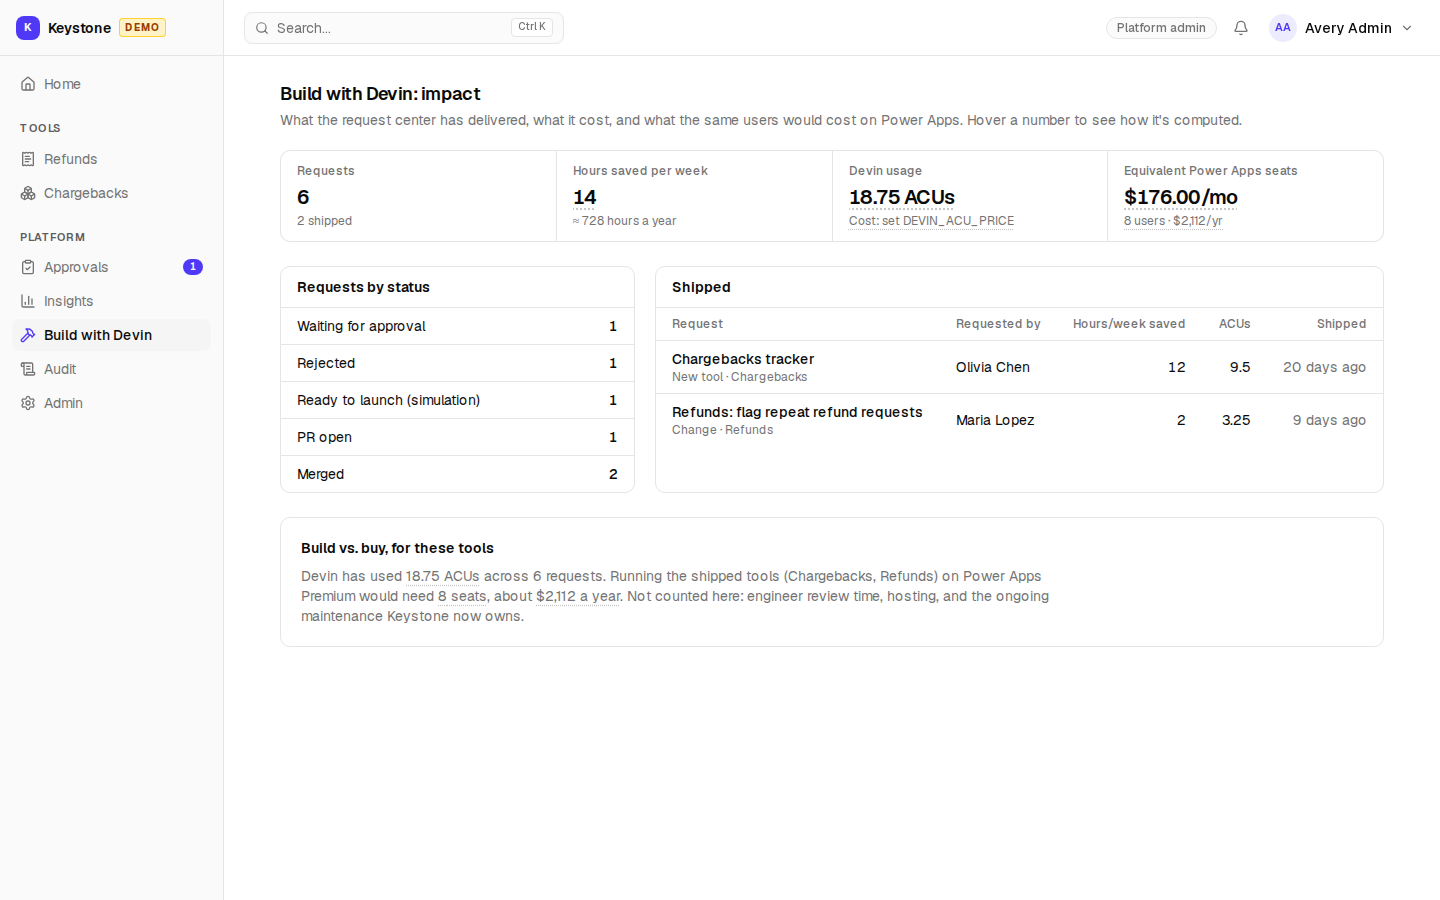 K Keystone DEMO
Search... Ctrl K
Platform admin
AA Avery Admin
Home
TOOLS
Refunds
Chargebacks
PLATFORM
Approvals 1
Insights
Build with Devin
Audit
Admin
Build with Devin: impact
What the request center has delivered, what it cost, and what the same users would cost on Power Apps. Hover a number to see how it's computed.
Requests
6
2 shipped
Hours saved per week
14
≈ 728 hours a year
Devin usage
18.75 ACUs
Cost: set DEVIN_ACU_PRICE
Equivalent Power Apps seats
$176.00/mo
8 users · $2,112/yr
Requests by status
Waiting for approval 1
Rejected 1
Ready to launch (simulation) 1
PR open 1
Merged 2
Shipped
Request Requested by Hours/week saved ACUs Shipped
Chargebacks tracker
New tool · Chargebacks
Olivia Chen 12 9.5 20 days ago
Refunds: flag repeat refund requests
Change · Refunds
Maria Lopez 2 3.25 9 days ago
Build vs. buy, for these tools
Devin has used 18.75 ACUs across 6 requests. Running the shipped tools (Chargebacks, Refunds) on Power Apps
Premium would need 8 seats, about $2,112 a year. Not counted here: engineer review time, hosting, and the ongoing
maintenance Keystone now owns.